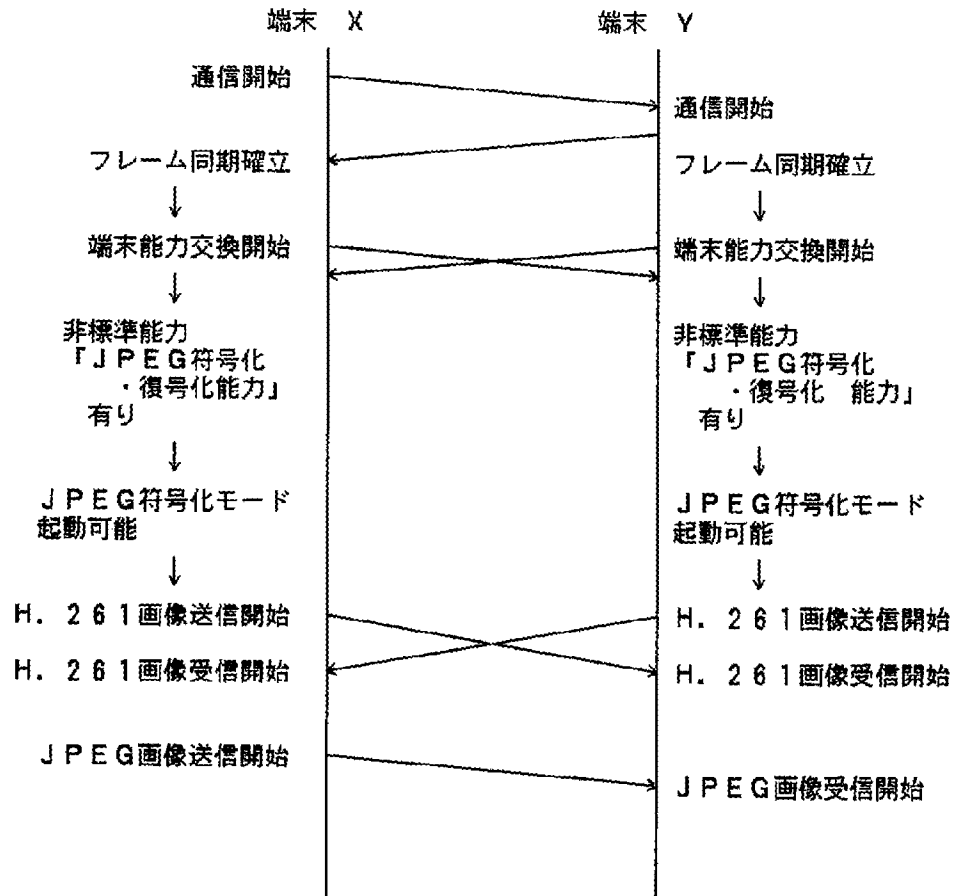 端末　X
通信開始
フレーム同期確立
↓
端末能力交換開始
↓
非標準能力
「JPEG符号化
・復号化能力」
有り
↓
JPEG符号化モード
起動可能
↓
H．261画像送信開始
H．261画像受信開始
JPEG画像送信開始
端末　Y
通信開始
フレーム同期確立
↓
端末能力交換開始
↓
非標準能力
「JPEG符号化
・復号化　能力」
有り
↓
JPEG符号化モード
起動可能
↓
H．261画像送信開始
H．261画像受信開始
JPEG画像受信開始